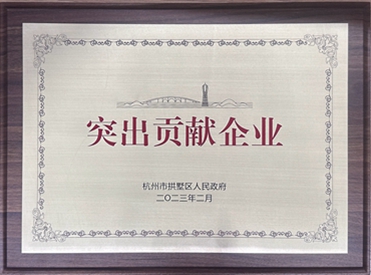 突出贡献企业
杭州市拱墅区人民政府
二〇二三年二月